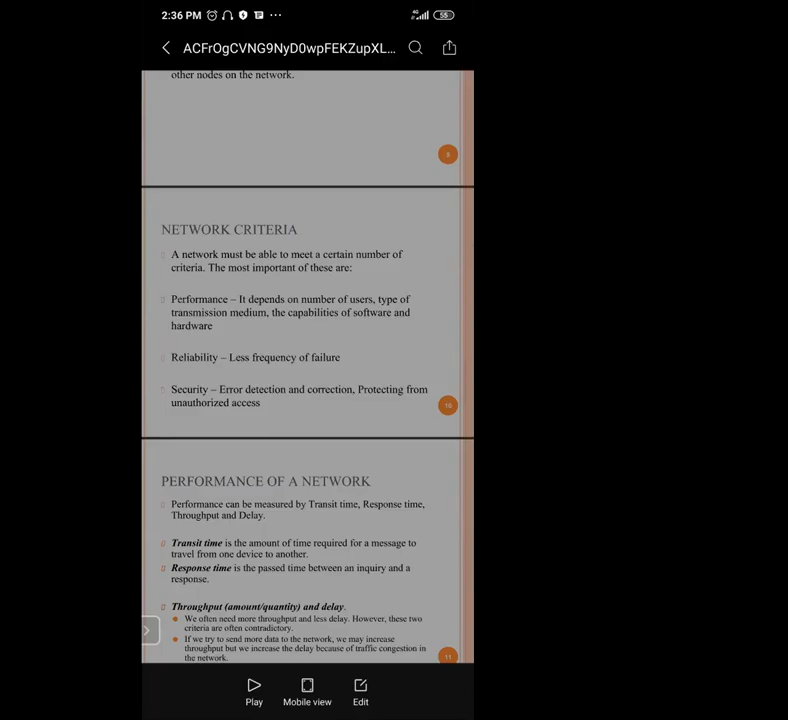 2:36 PM
4G
55
ACFrOgCVNG9NyD0wpFEKZupXL...
other nodes on the network.
NETWORK CRITERIA
A network must be able to meet a certain number of
criteria. The most important of these are:
Performance – It depends on number of users, type of
transmission medium, the capabilities of software and
hardware
Reliability – Less frequency of failure
Security – Error detection and correction, Protecting from
unauthorized access
10
PERFORMANCE OF A NETWORK
Performance can be measured by Transit time, Response time,
Throughput and Delay.
Transit time is the amount of time required for a message to
travel from one device to another.
Response time is the passed time between an inquiry and a
response.
Throughput (amount/quantity) and delay.
We often need more throughput and less delay. However, these two
criteria are often contradictory.
If we try to send more data to the network, we may increase
throughput but we increase the delay because of traffic congestion in
the network.
11
Play
Mobile view
Edit